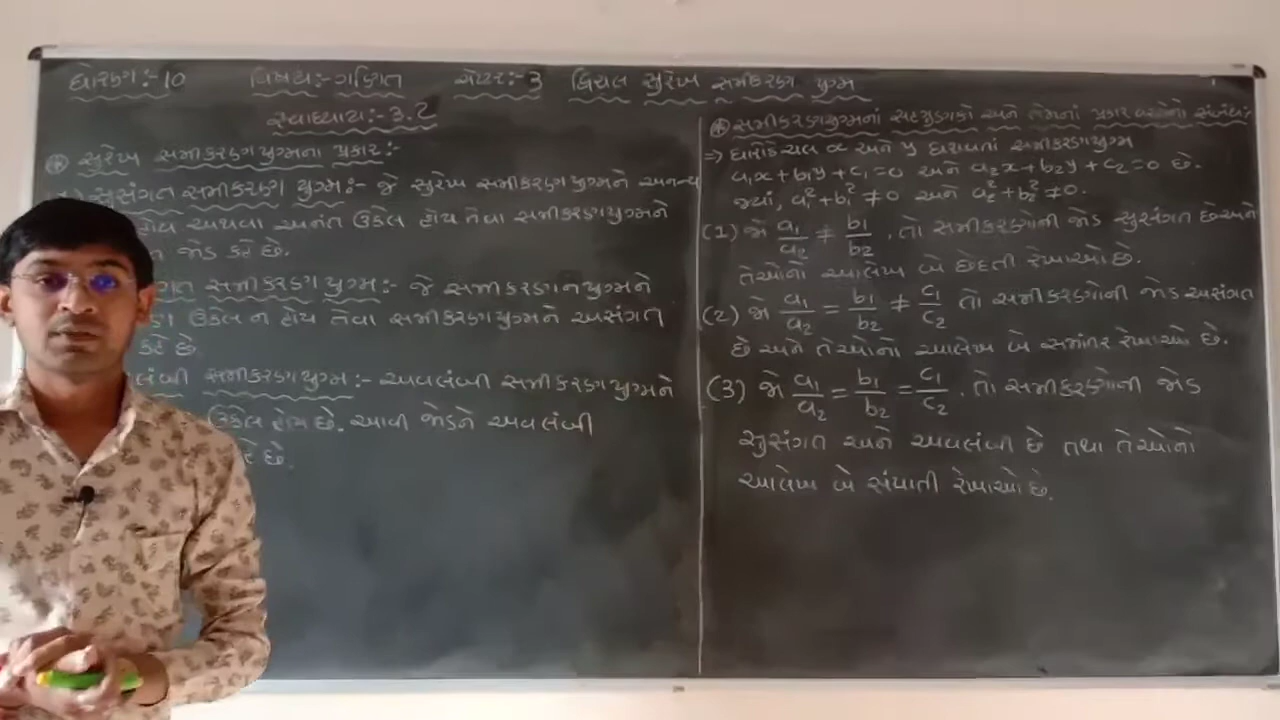 ધોરણ:- 10 વિષય:- ગણિત ચેપ્ટર:- 3 દ્વિચલ સુરેખ સમીકરણ યુગ્મ
સ્વાધ્યાય:- 3.2
* સુરેખ સમીકરણયુગ્મના પ્રકાર:-
સુસંગત સમીકરણ યુગ્મ:- જે સુરેખ સમીકરણયુગ્મને અનન્ય
હોય અથવા અનંત ઉકેલ હોય તેવા સમીકરણયુગ્મને
જોડ કહે છે.
ગત સમીકરણ યુગ્મ:- જે સમીકરણ યુગ્મને
ઉકેલ ન હોય તેવા સમીકરણયુગ્મને અસંગત
કહે છે.
લંબી સમીકરણયુગ્મ:- અવલંબી સમીકરણયુગ્મને
ઉકેલ હોય છે. આવી જોડને અવલંબી
છે.
* સમીકરણયુગ્મનાં સહગુણકો અને તેમનાં પ્રકાર વચ્ચેનો સંબંધ:-
⇒ ધારોકે ચલ x અને y ધરાવતાં સમીકરણયુગ્મ
a₁x + b₁y + c₁ = 0 અને a₂x + b₂y + c₂ = 0 છે.
જ્યાં, a₁² + b₁² ≠ 0 અને a₂² + b₂² ≠ 0.
(1) જો a₁/a₂ ≠ b₁/b₂ , તો સમીકરણોની જોડ સુસંગત છે અને
તેઓનો આલેખ બે છેદતી રેખાઓ છે.
(2) જો a₁/a₂ = b₁/b₂ ≠ c₁/c₂ તો સમીકરણોની જોડ અસંગત
છે અને તેઓનો આલેખ બે સમાંતર રેખાઓ છે.
(3) જો a₁/a₂ = b₁/b₂ = c₁/c₂ . તો સમીકરણોની જોડ
સુસંગત અને અવલંબી છે તથા તેઓનો
આલેખ બે સંપાતી રેખાઓ છે.